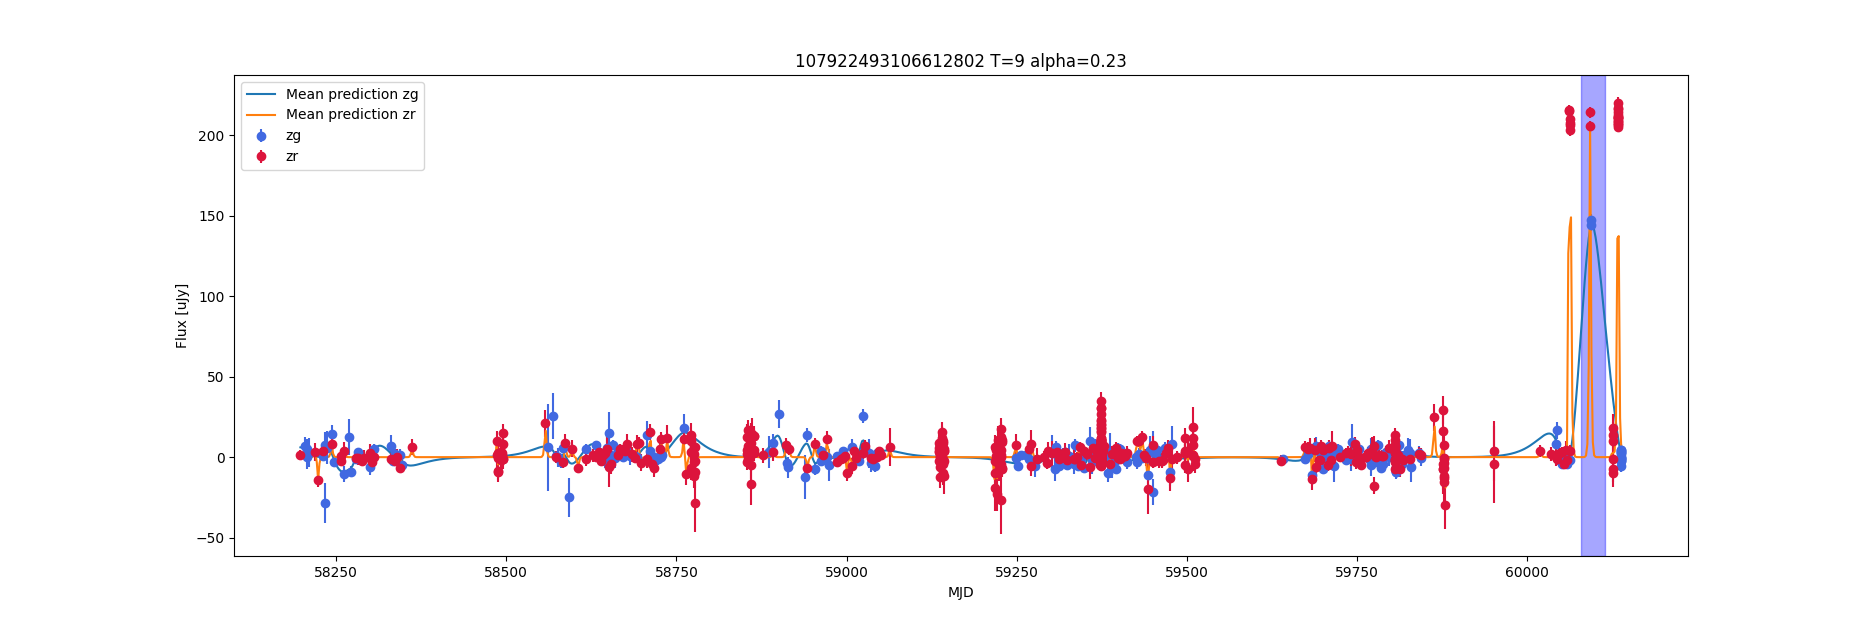 107922493106612802 T=9 alpha=0.23
Mean prediction zg
Mean prediction zr
zg
zr
Flux [uJy]
200
150
100
50
0
−50
58250 58500 58750 59000 59250 59500 59750 60000
MJD